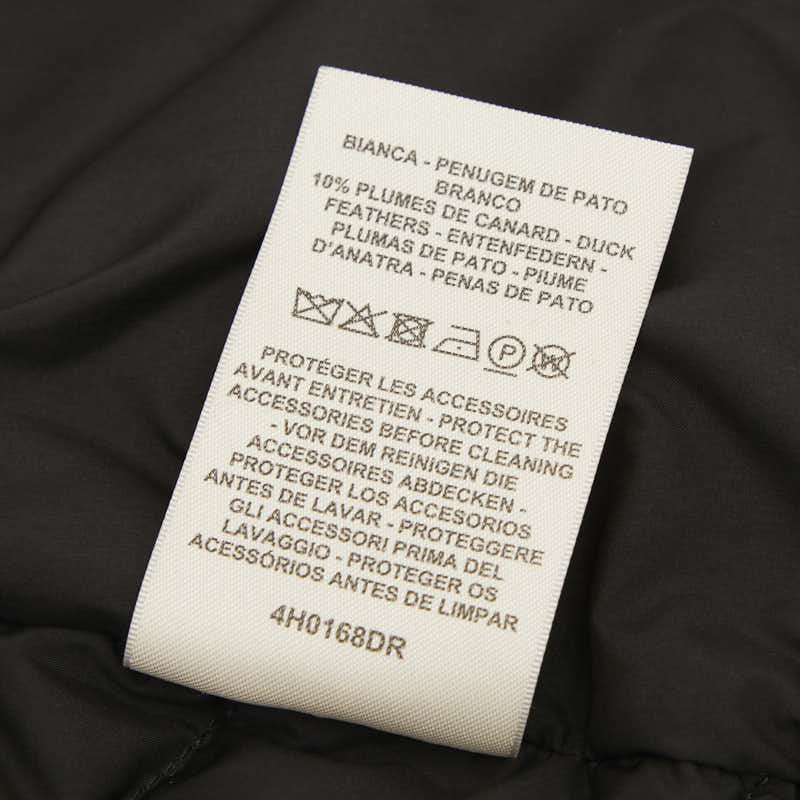 BIANCA - PENUGEM DE PATO
BRANCO
10% PLUMES DE CANARD - DUCK
FEATHERS - ENTENFEDERN -
PLUMAS DE PATO - PIUME
D'ANATRA - PENAS DE PATO
P W
PROTÉGER LES ACCESSOIRES
AVANT ENTRETIEN - PROTECT THE
ACCESSORIES BEFORE CLEANING
- VOR DEM REINIGEN DIE
ACCESSOIRES ABDECKEN -
PROTEGER LOS ACCESORIOS
ANTES DE LAVAR - PROTEGGERE
GLI ACCESSORI PRIMA DEL
LAVAGGIO - PROTEGER OS
ACESSÓRIOS ANTES DE LIMPAR
4H0168DR